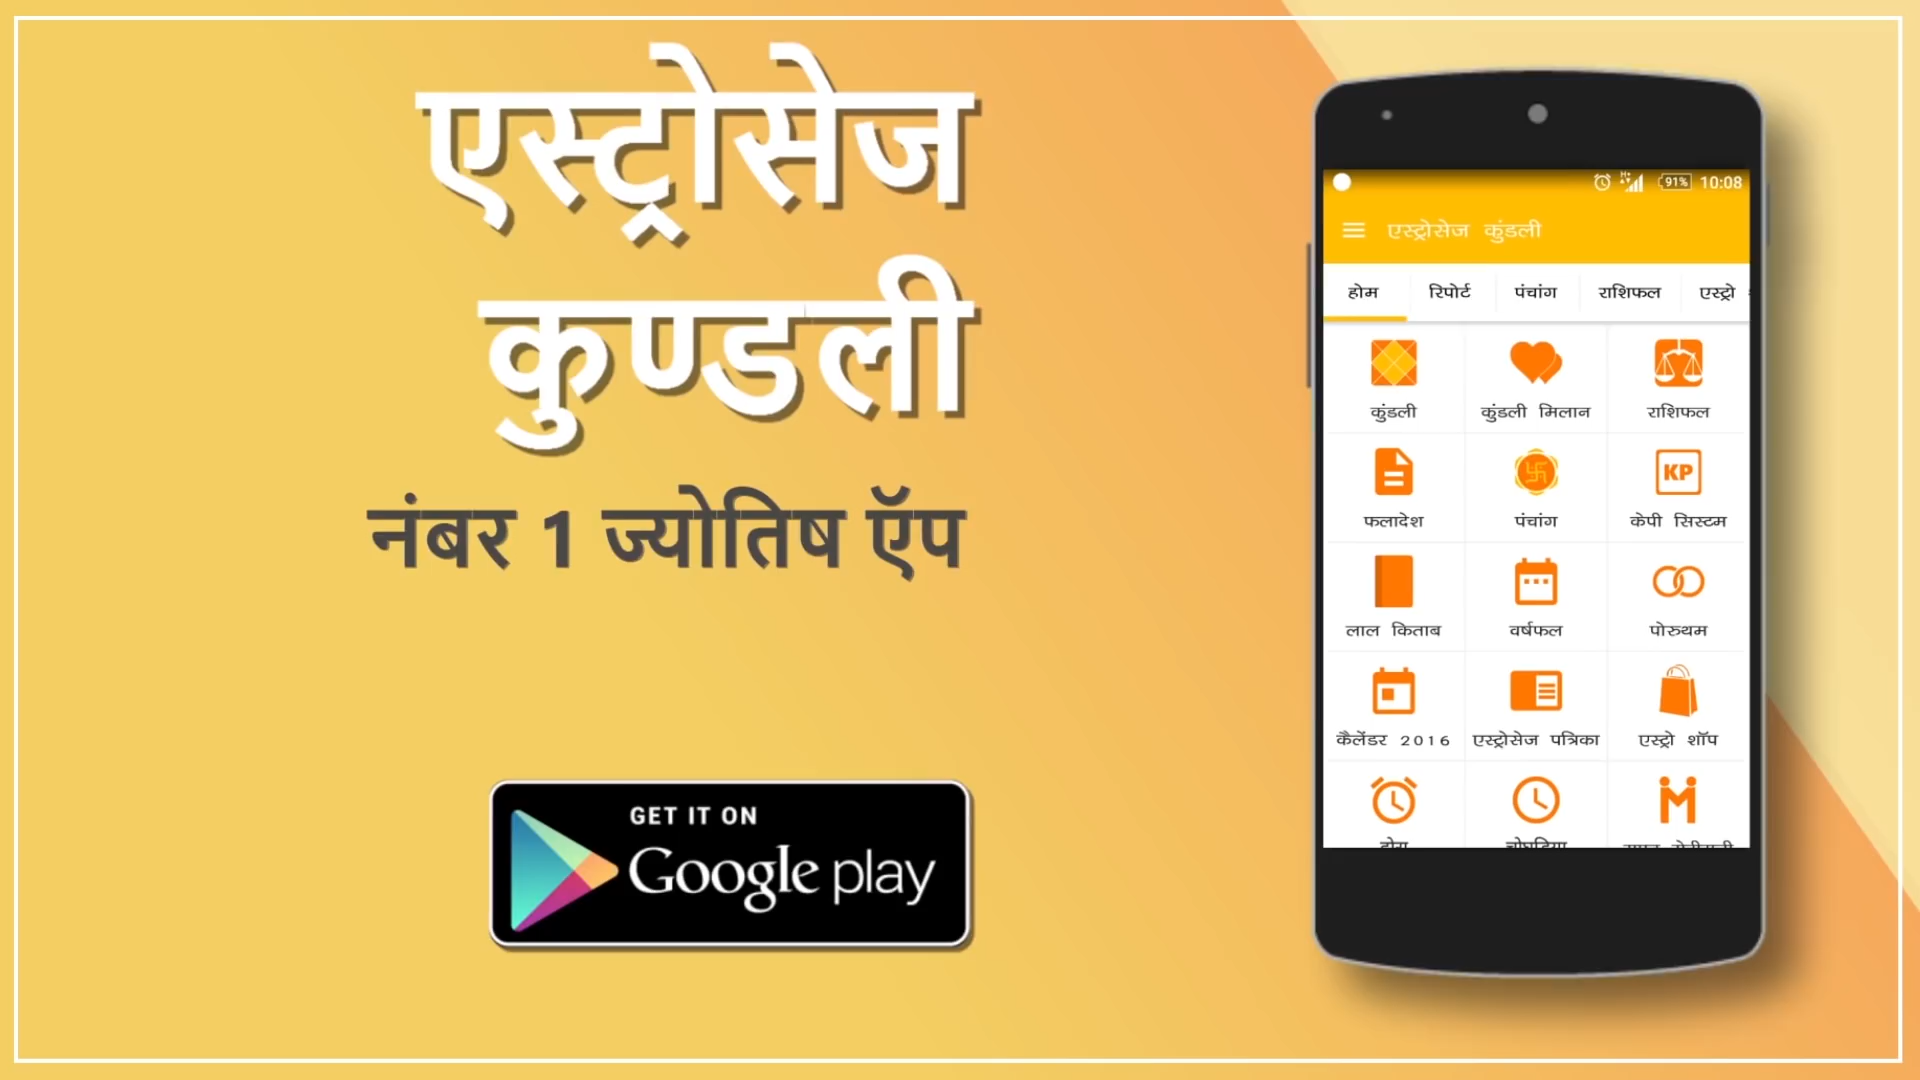 एस्ट्रोसेज
कुण्डली
नंबर 1 ज्योतिष ऍप
GET IT ON
Google play
91% 10:08
एस्ट्रोसेज कुंडली
होम रिपोर्ट पंचांग राशिफल एस्ट्रो
कुंडली कुंडली मिलान राशिफल
फलादेश पंचांग KP केपी सिस्टम
लाल किताब वर्षफल पोरुथम
कैलेंडर 2016 एस्ट्रोसेज पत्रिका एस्ट्रो शॉप